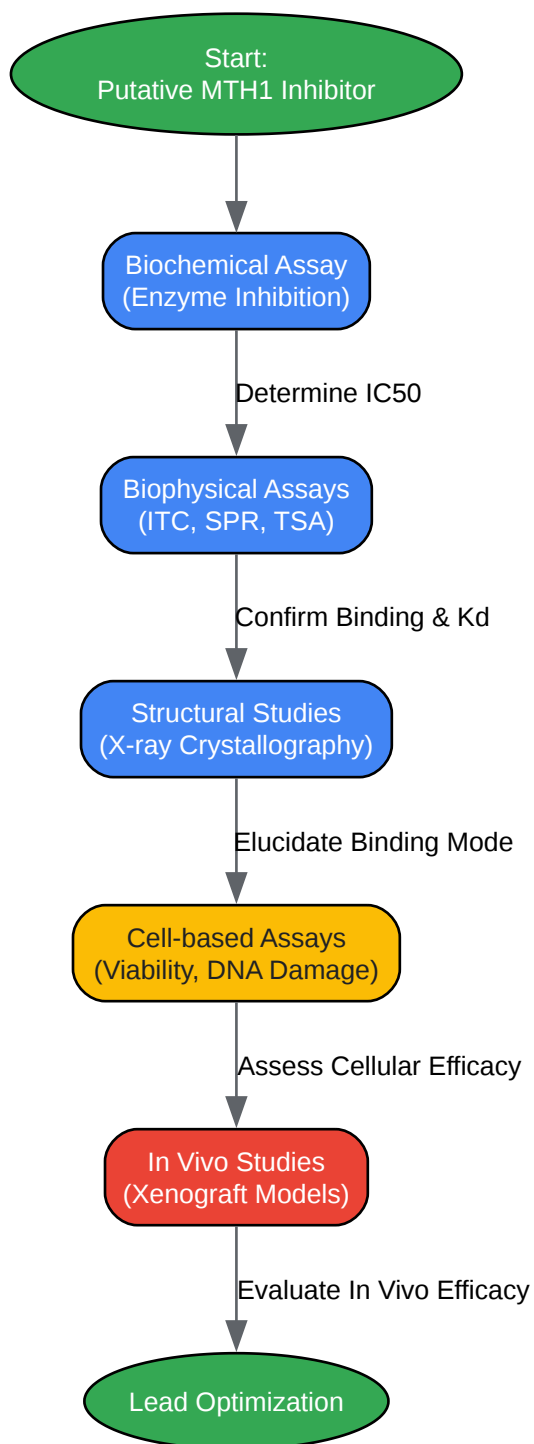 Start:
Putative MTH1 Inhibitor
Biochemical Assay
(Enzyme Inhibition)
Determine IC50
Biophysical Assays
(ITC, SPR, TSA)
Confirm Binding & Kd
Structural Studies
(X-ray Crystallography)
Elucidate Binding Mode
Cell-based Assays
(Viability, DNA Damage)
Assess Cellular Efficacy
In Vivo Studies
(Xenograft Models)
Evaluate In Vivo Efficacy
Lead Optimization